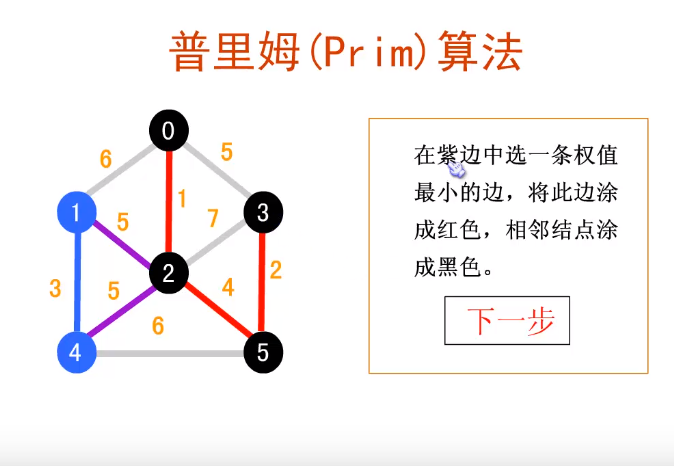 普里姆(Prim)算法
0
6
5
1
1
5
7
3
2
3
5
4
2
6
4
5
在紫边中选一条权值
最小的边，将此边涂
成红色，相邻结点涂
成黑色。
下一步